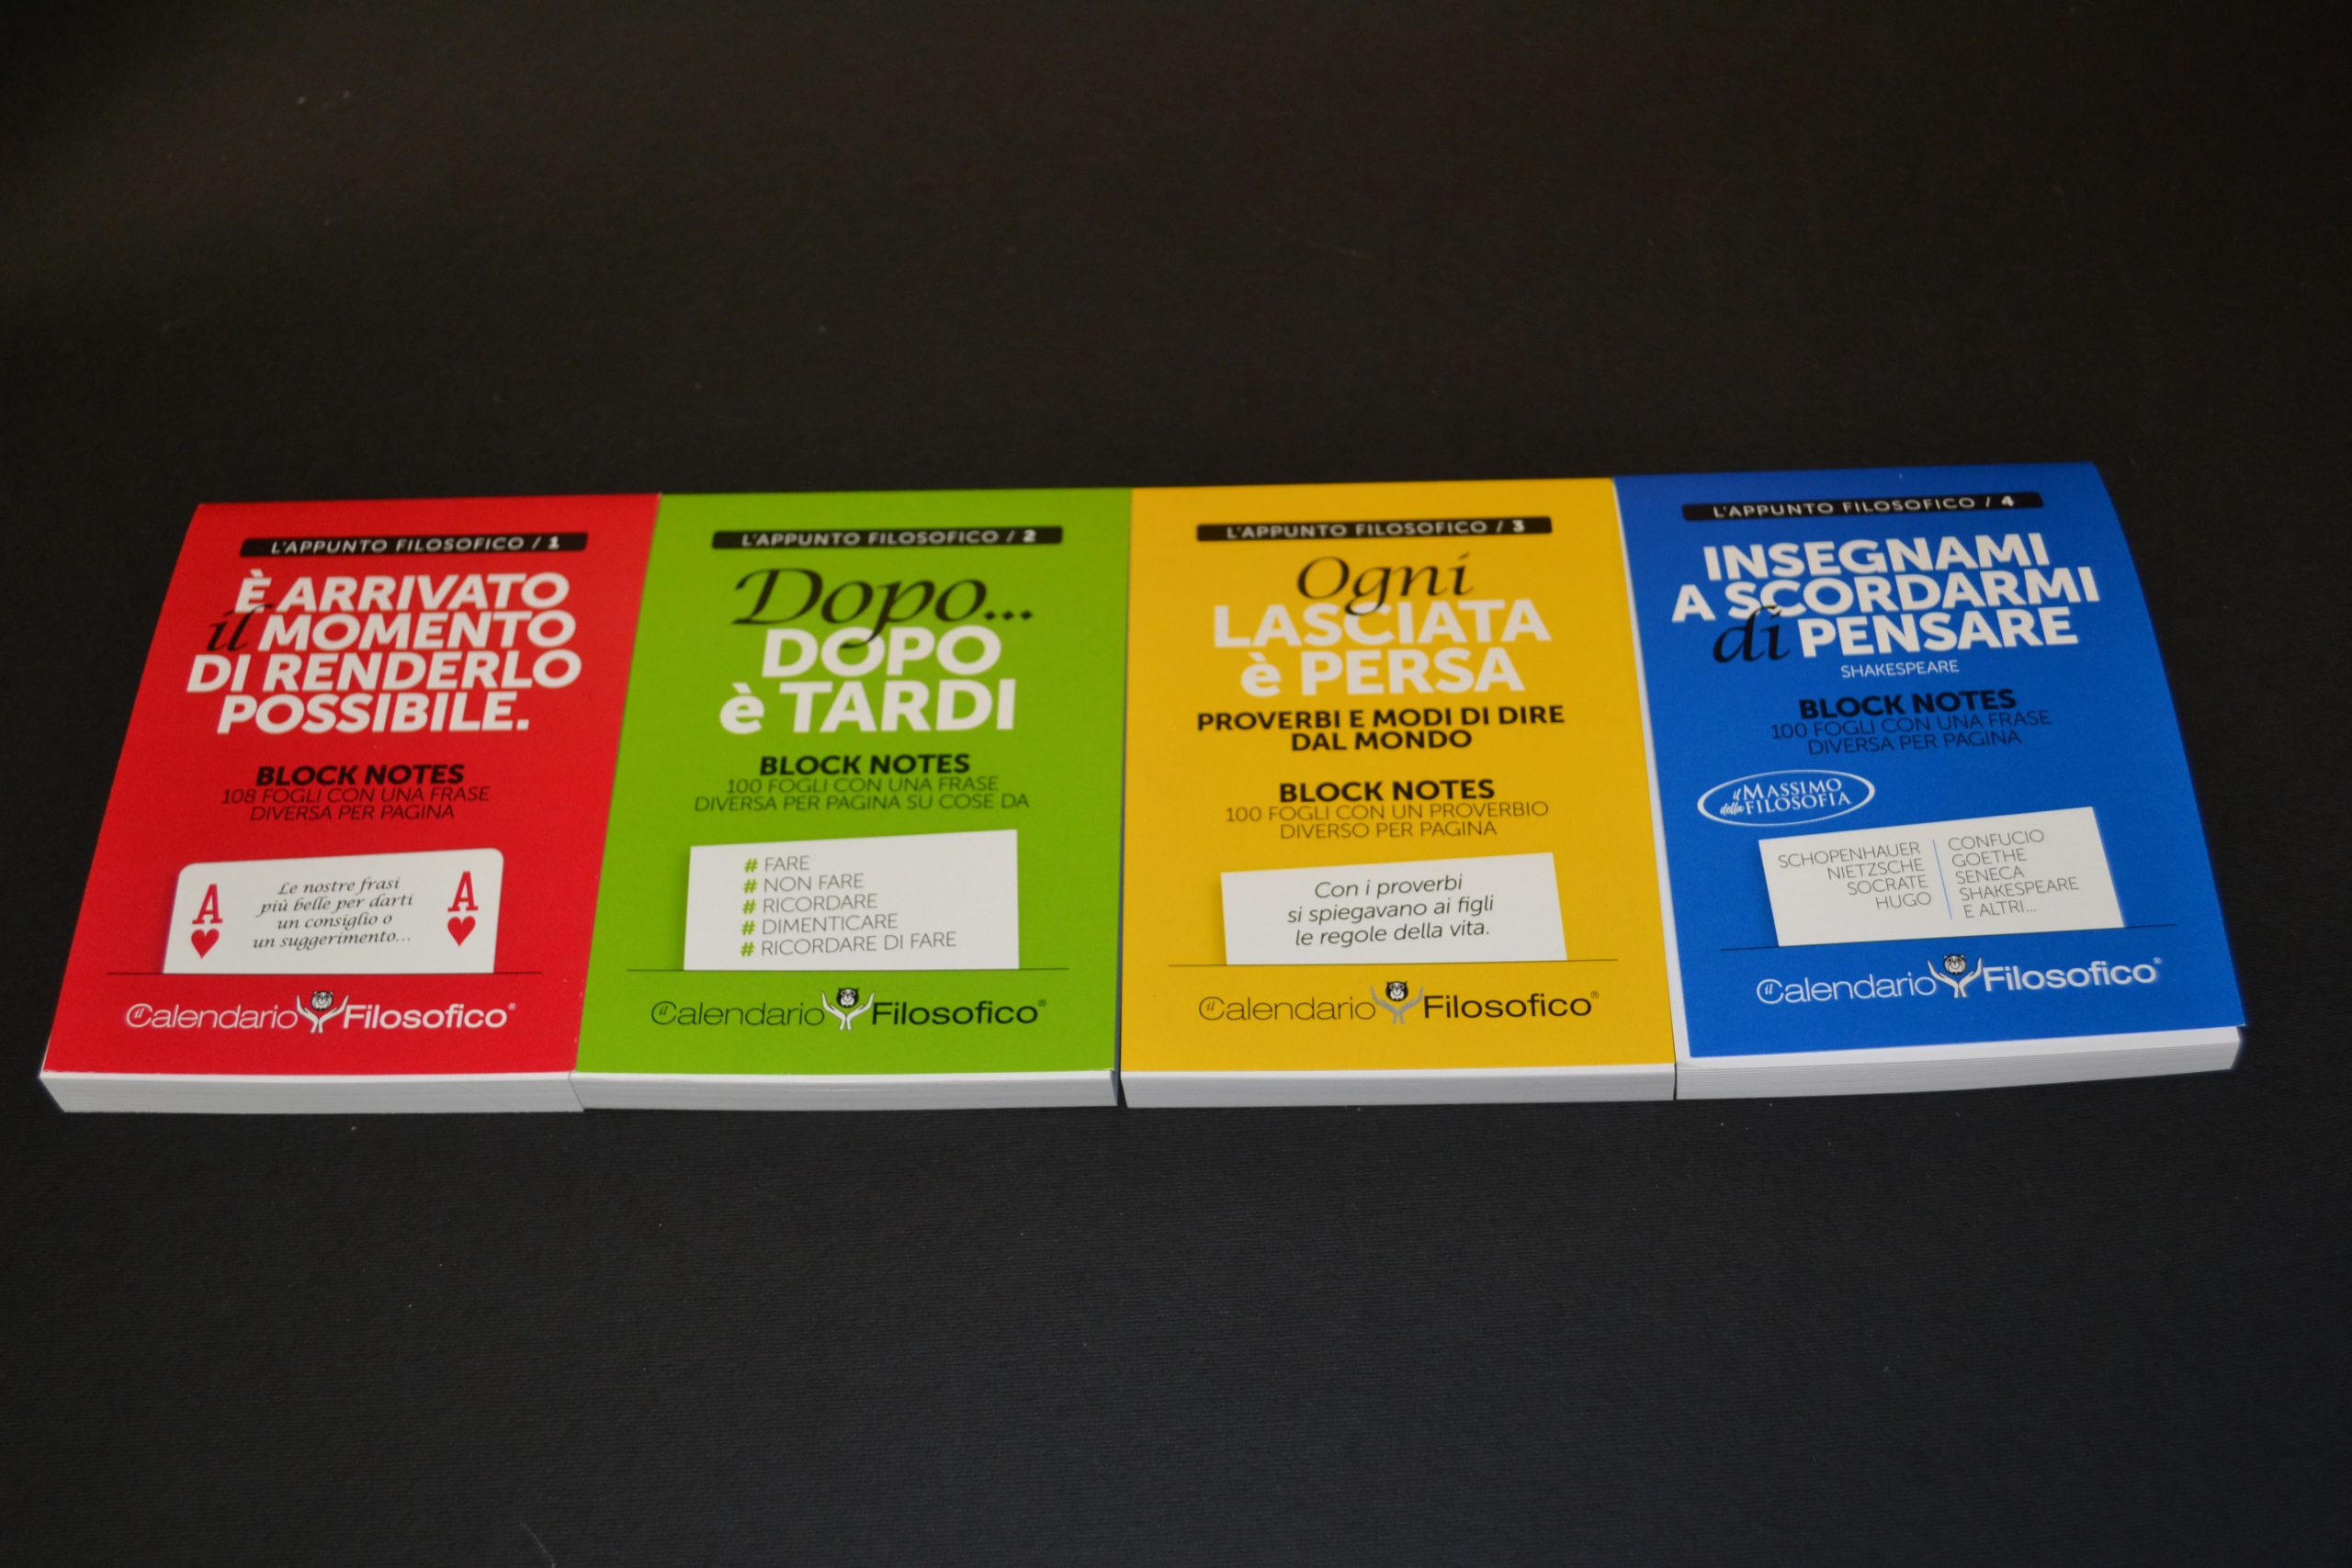 L'APPUNTO FILOSOFICO / 1
È ARRIVATO
il MOMENTO
DI RENDERLO
POSSIBILE.
BLOCK NOTES
108 FOGLI CON UNA FRASE
DIVERSA PER PAGINA
A
Le nostre frasi
più belle per darti
un consiglio o
un suggerimento...
A
il Calendario Filosofico®
L'APPUNTO FILOSOFICO / 2
Dopo...
DOPO
è TARDI
BLOCK NOTES
100 FOGLI CON UNA FRASE
DIVERSA PER PAGINA SU COSE DA
# FARE
# NON FARE
# RICORDARE
# DIMENTICARE
# RICORDARE DI FARE
il Calendario Filosofico®
L'APPUNTO FILOSOFICO / 3
Ogni
LASCIATA
è PERSA
PROVERBI E MODI DI DIRE
DAL MONDO
BLOCK NOTES
100 FOGLI CON UN PROVERBIO
DIVERSO PER PAGINA
Con i proverbi
si spiegavano ai figli
le regole della vita.
il Calendario Filosofico®
L'APPUNTO FILOSOFICO / 4
INSEGNAMI
A SCORDARMI
di PENSARE
SHAKESPEARE
BLOCK NOTES
100 FOGLI CON UNA FRASE
DIVERSA PER PAGINA
il MASSIMO
della FILOSOFIA
SCHOPENHAUER
NIETZSCHE
SOCRATE
HUGO
CONFUCIO
GOETHE
SENECA
SHAKESPEARE
E ALTRI...
il Calendario Filosofico®